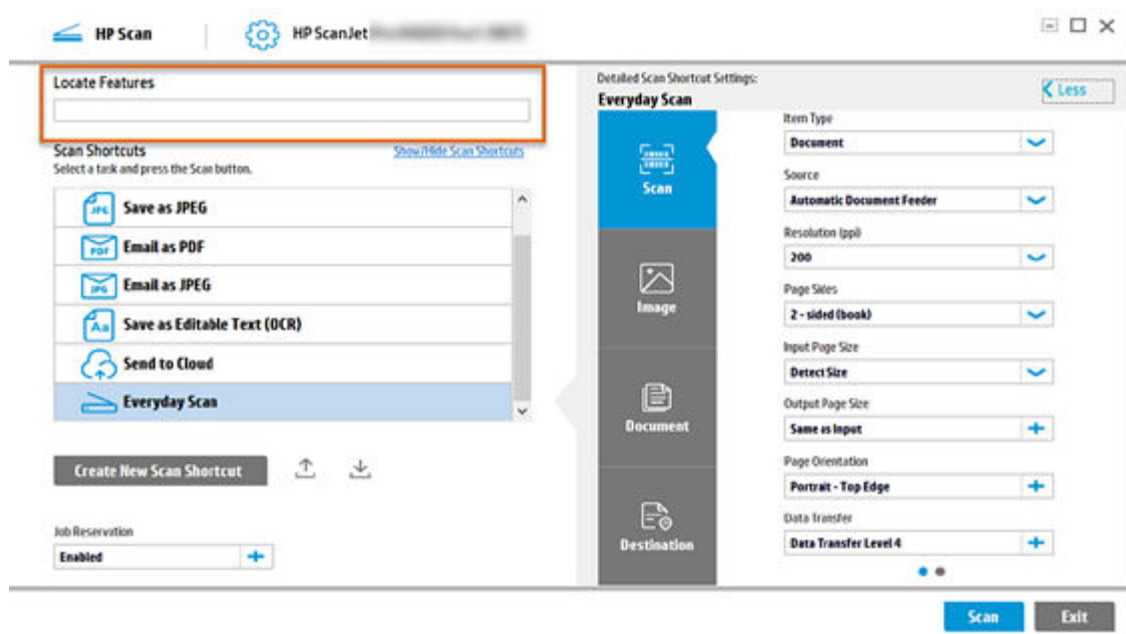 HP Scan
HP ScanJet
Locate Features
Scan Shortcuts
Show/Hide Scan Shortcuts
Select a task and press the Scan button.
JPG
Save as JPEG
PDF
Email as PDF
JPG
Email as JPEG
Aa
Save as Editable Text (OCR)
Send to Cloud
Everyday Scan
Create New Scan Shortcut
Job Reservation
Enabled
Detailed Scan Shortcut Settings:
Everyday Scan
Less
Scan
Image
Document
Destination
Item Type
Document
Source
Automatic Document Feeder
Resolution (ppi)
200
Page Sides
2 - sided (book)
Input Page Size
Detect Size
Output Page Size
Same as Input
Page Orientation
Portrait - Top Edge
Data Transfer
Data Transfer Level 4
Scan
Exit